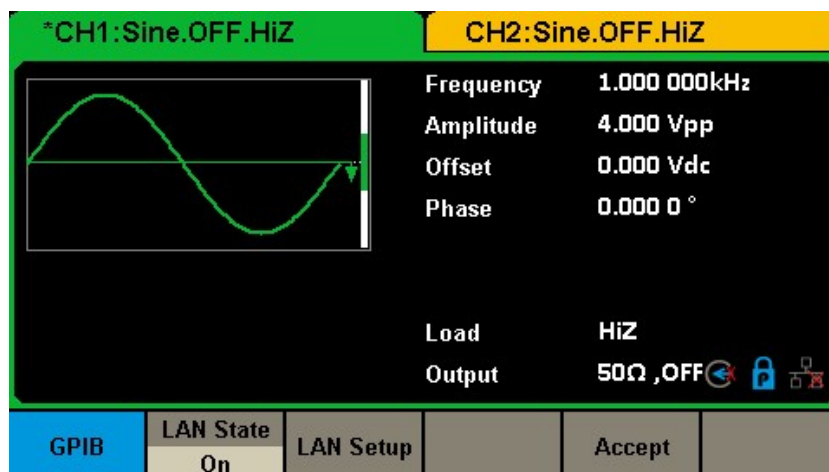 *CH1:Sine.OFF.HiZ
CH2:Sine.OFF.HiZ
Frequency 1.000 000kHz
Amplitude 4.000 Vpp
Offset 0.000 Vdc
Phase 0.000 0 °
Load HiZ
Output 50Ω ,OFF
P
GPIB
LAN State
On
LAN Setup
Accept